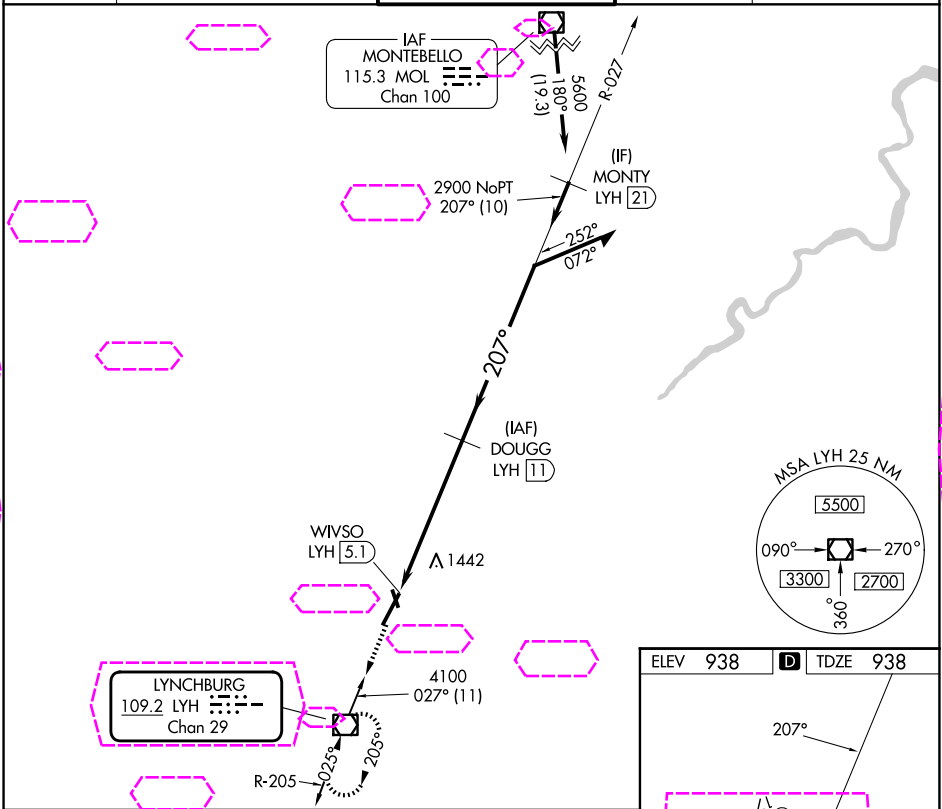 IAF
MONTEBELLO
115.3 MOL
Chan 100
5600
180°
(19.3)
R-027
(IF)
MONTY
LYH 21
2900 NoPT
207° (10)
252°
072°
207°
(IAF)
DOUGG
LYH 11
WIVSO
LYH 5.1
1442
MSA LYH 25 NM
5500
090°
270°
3300
2700
360°
LYNCHBURG
109.2 LYH
Chan 29
4100
027° (11)
R-205
025°
205°
ELEV 938 D TDZE 938
207°